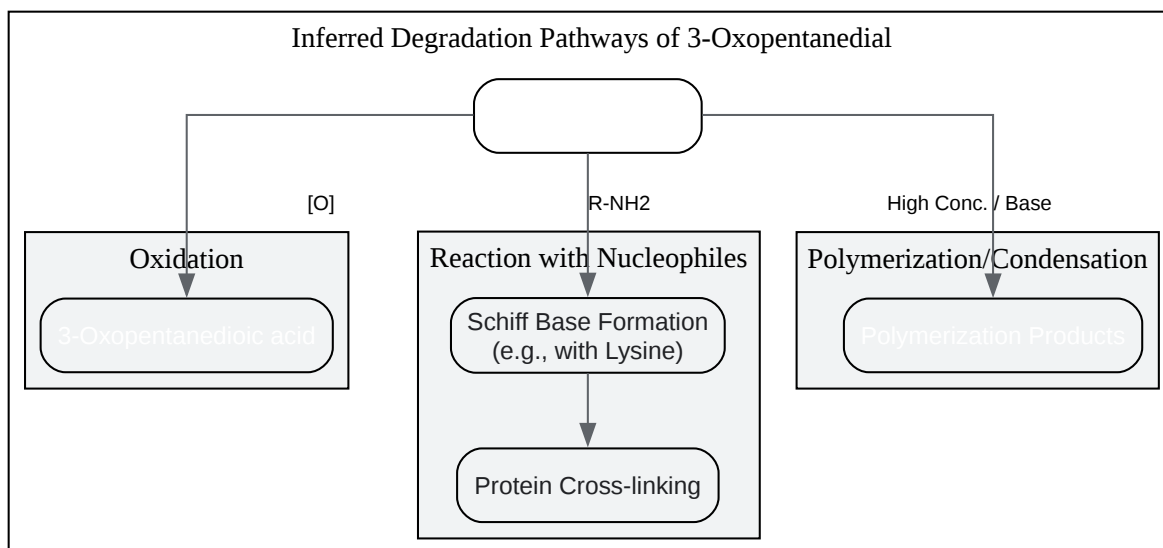 Inferred Degradation Pathways of 3-Oxopentanedial
[O]
R-NH2
High Conc. / Base
Oxidation
Reaction with Nucleophiles
Polymerization/Condensation
3-Oxopentanedioic acid
Schiff Base Formation
(e.g., with Lysine)
Polymerization Products
Protein Cross-linking